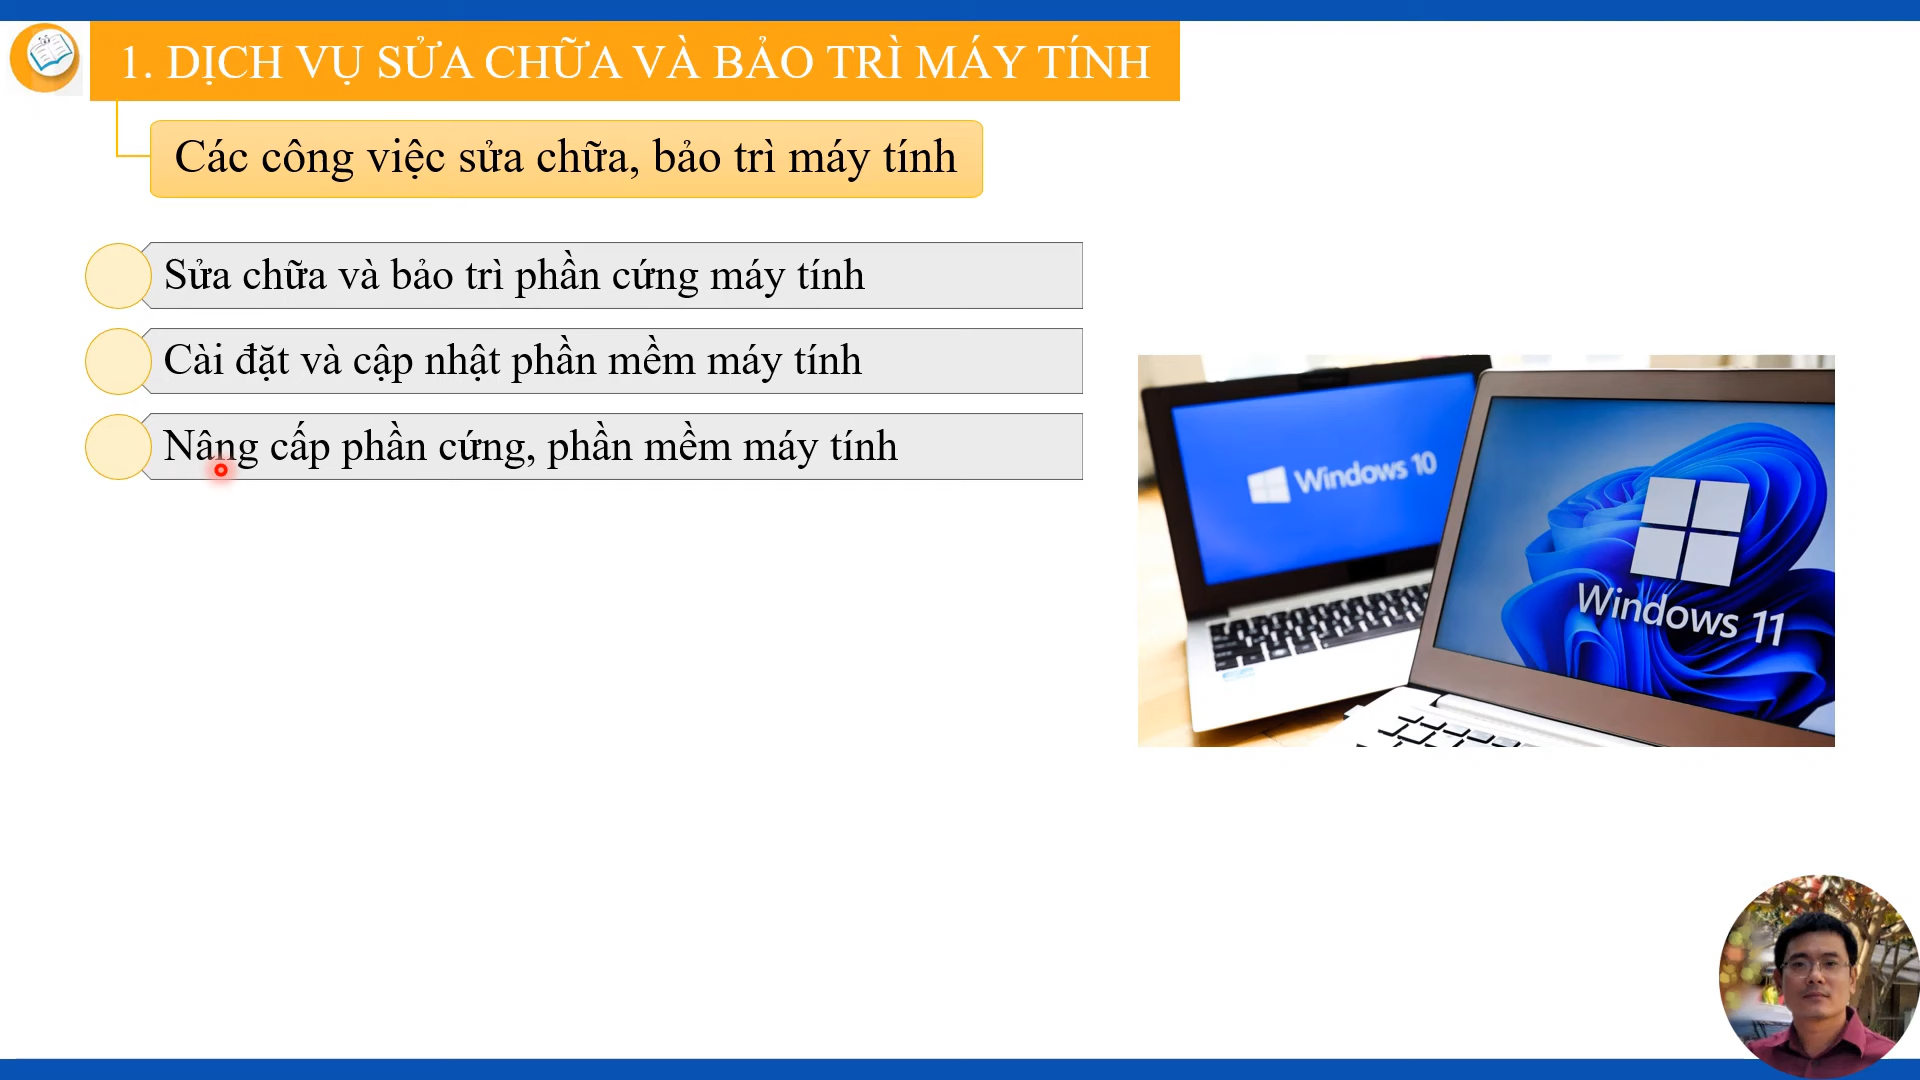 1. DỊCH VỤ SỬA CHỮA VÀ BẢO TRÌ MÁY TÍNH
Các công việc sửa chữa, bảo trì máy tính
Sửa chữa và bảo trì phần cứng máy tính
Cài đặt và cập nhật phần mềm máy tính
Nâng cấp phần cứng, phần mềm máy tính
Windows 10
Windows 11